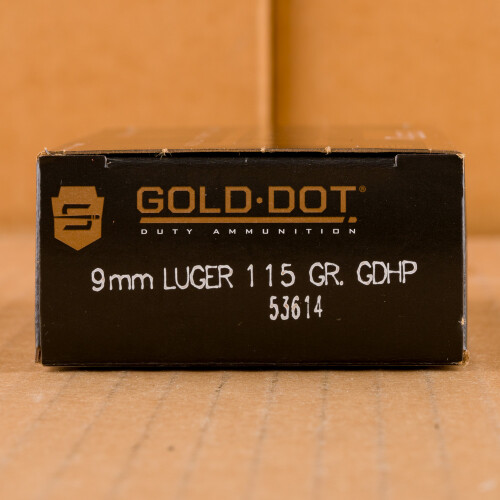 GOLD·DOT®
DUTY AMMUNITION
9mm LUGER 115 GR. GDHP
53614